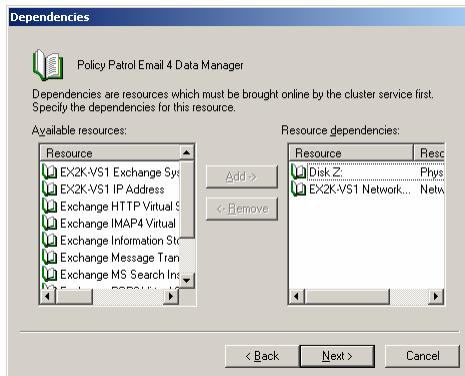 Dependencies
Policy Patrol Email 4 Data Manager
Dependencies are resources which must be brought online by the cluster service first.
Specify the dependencies for this resource.
Available resources:
Resource
EX2K-VS1 Exchange Sys
EX2K-VS1 IP Address
Exchange HTTP Virtual S
Exchange IMAP4 Virtual
Exchange Information Sto
Exchange Message Tran
Exchange MS Search Ins
Add ->
<- Remove
Resource dependencies:
Resource Resc
Disk Z: Phys
EX2K-VS1 Network... Netw
< Back
Next >
Cancel